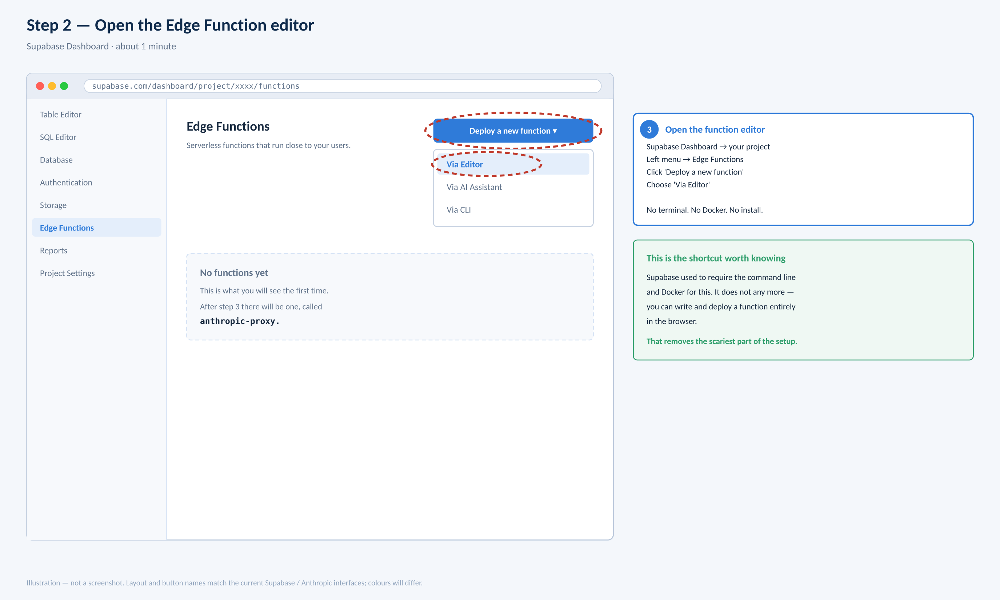 Step 2 — Open the Edge Function editor
Supabase Dashboard · about 1 minute
supabase.com/dashboard/project/xxxx/functions
Table Editor
SQL Editor
Database
Authentication
Storage
Edge Functions
Reports
Project Settings
Edge Functions
Serverless functions that run close to your users.
Deploy a new function ▾
Via Editor
Via AI Assistant
Via CLI
No functions yet
This is what you will see the first time.
After step 3 there will be one, called
anthropic-proxy.
3 Open the function editor
Supabase Dashboard → your project
Left menu → Edge Functions
Click 'Deploy a new function'
Choose 'Via Editor'
No terminal. No Docker. No install.
This is the shortcut worth knowing
Supabase used to require the command line
and Docker for this. It does not any more —
you can write and deploy a function entirely
in the browser.
That removes the scariest part of the setup.
Illustration — not a screenshot. Layout and button names match the current Supabase / Anthropic interfaces; colours will differ.